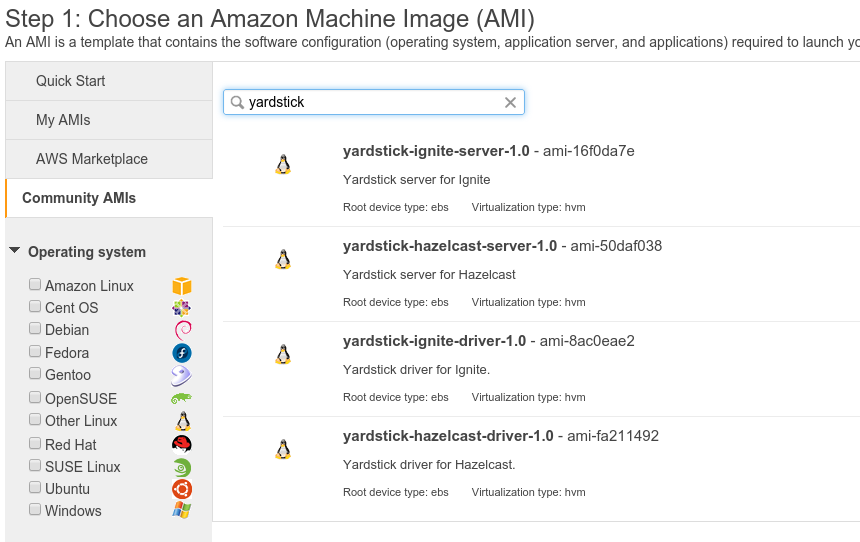 Step 1: Choose an Amazon Machine Image (AMI)
An AMI is a template that contains the software configuration (operating system, application server, and applications) required to launch
Quick Start
My AMIs
AWS Marketplace
Community AMIs
Operating system
Amazon Linux
Cent OS
Debian
Fedora
Gentoo
OpenSUSE
Other Linux
Red Hat
SUSE Linux
Ubuntu
Windows
yardstick
yardstick-ignite-server-1.0 - ami-16f0da7e
Yardstick server for Ignite
Root device type: ebs Virtualization type: hvm
yardstick-hazelcast-server-1.0 - ami-50daf038
Yardstick server for Hazelcast
Root device type: ebs Virtualization type: hvm
yardstick-ignite-driver-1.0 - ami-8ac0eae2
Yardstick driver for Ignite.
Root device type: ebs Virtualization type: hvm
yardstick-hazelcast-driver-1.0 - ami-fa211492
Yardstick driver for Hazelcast.
Root device type: ebs Virtualization type: hvm